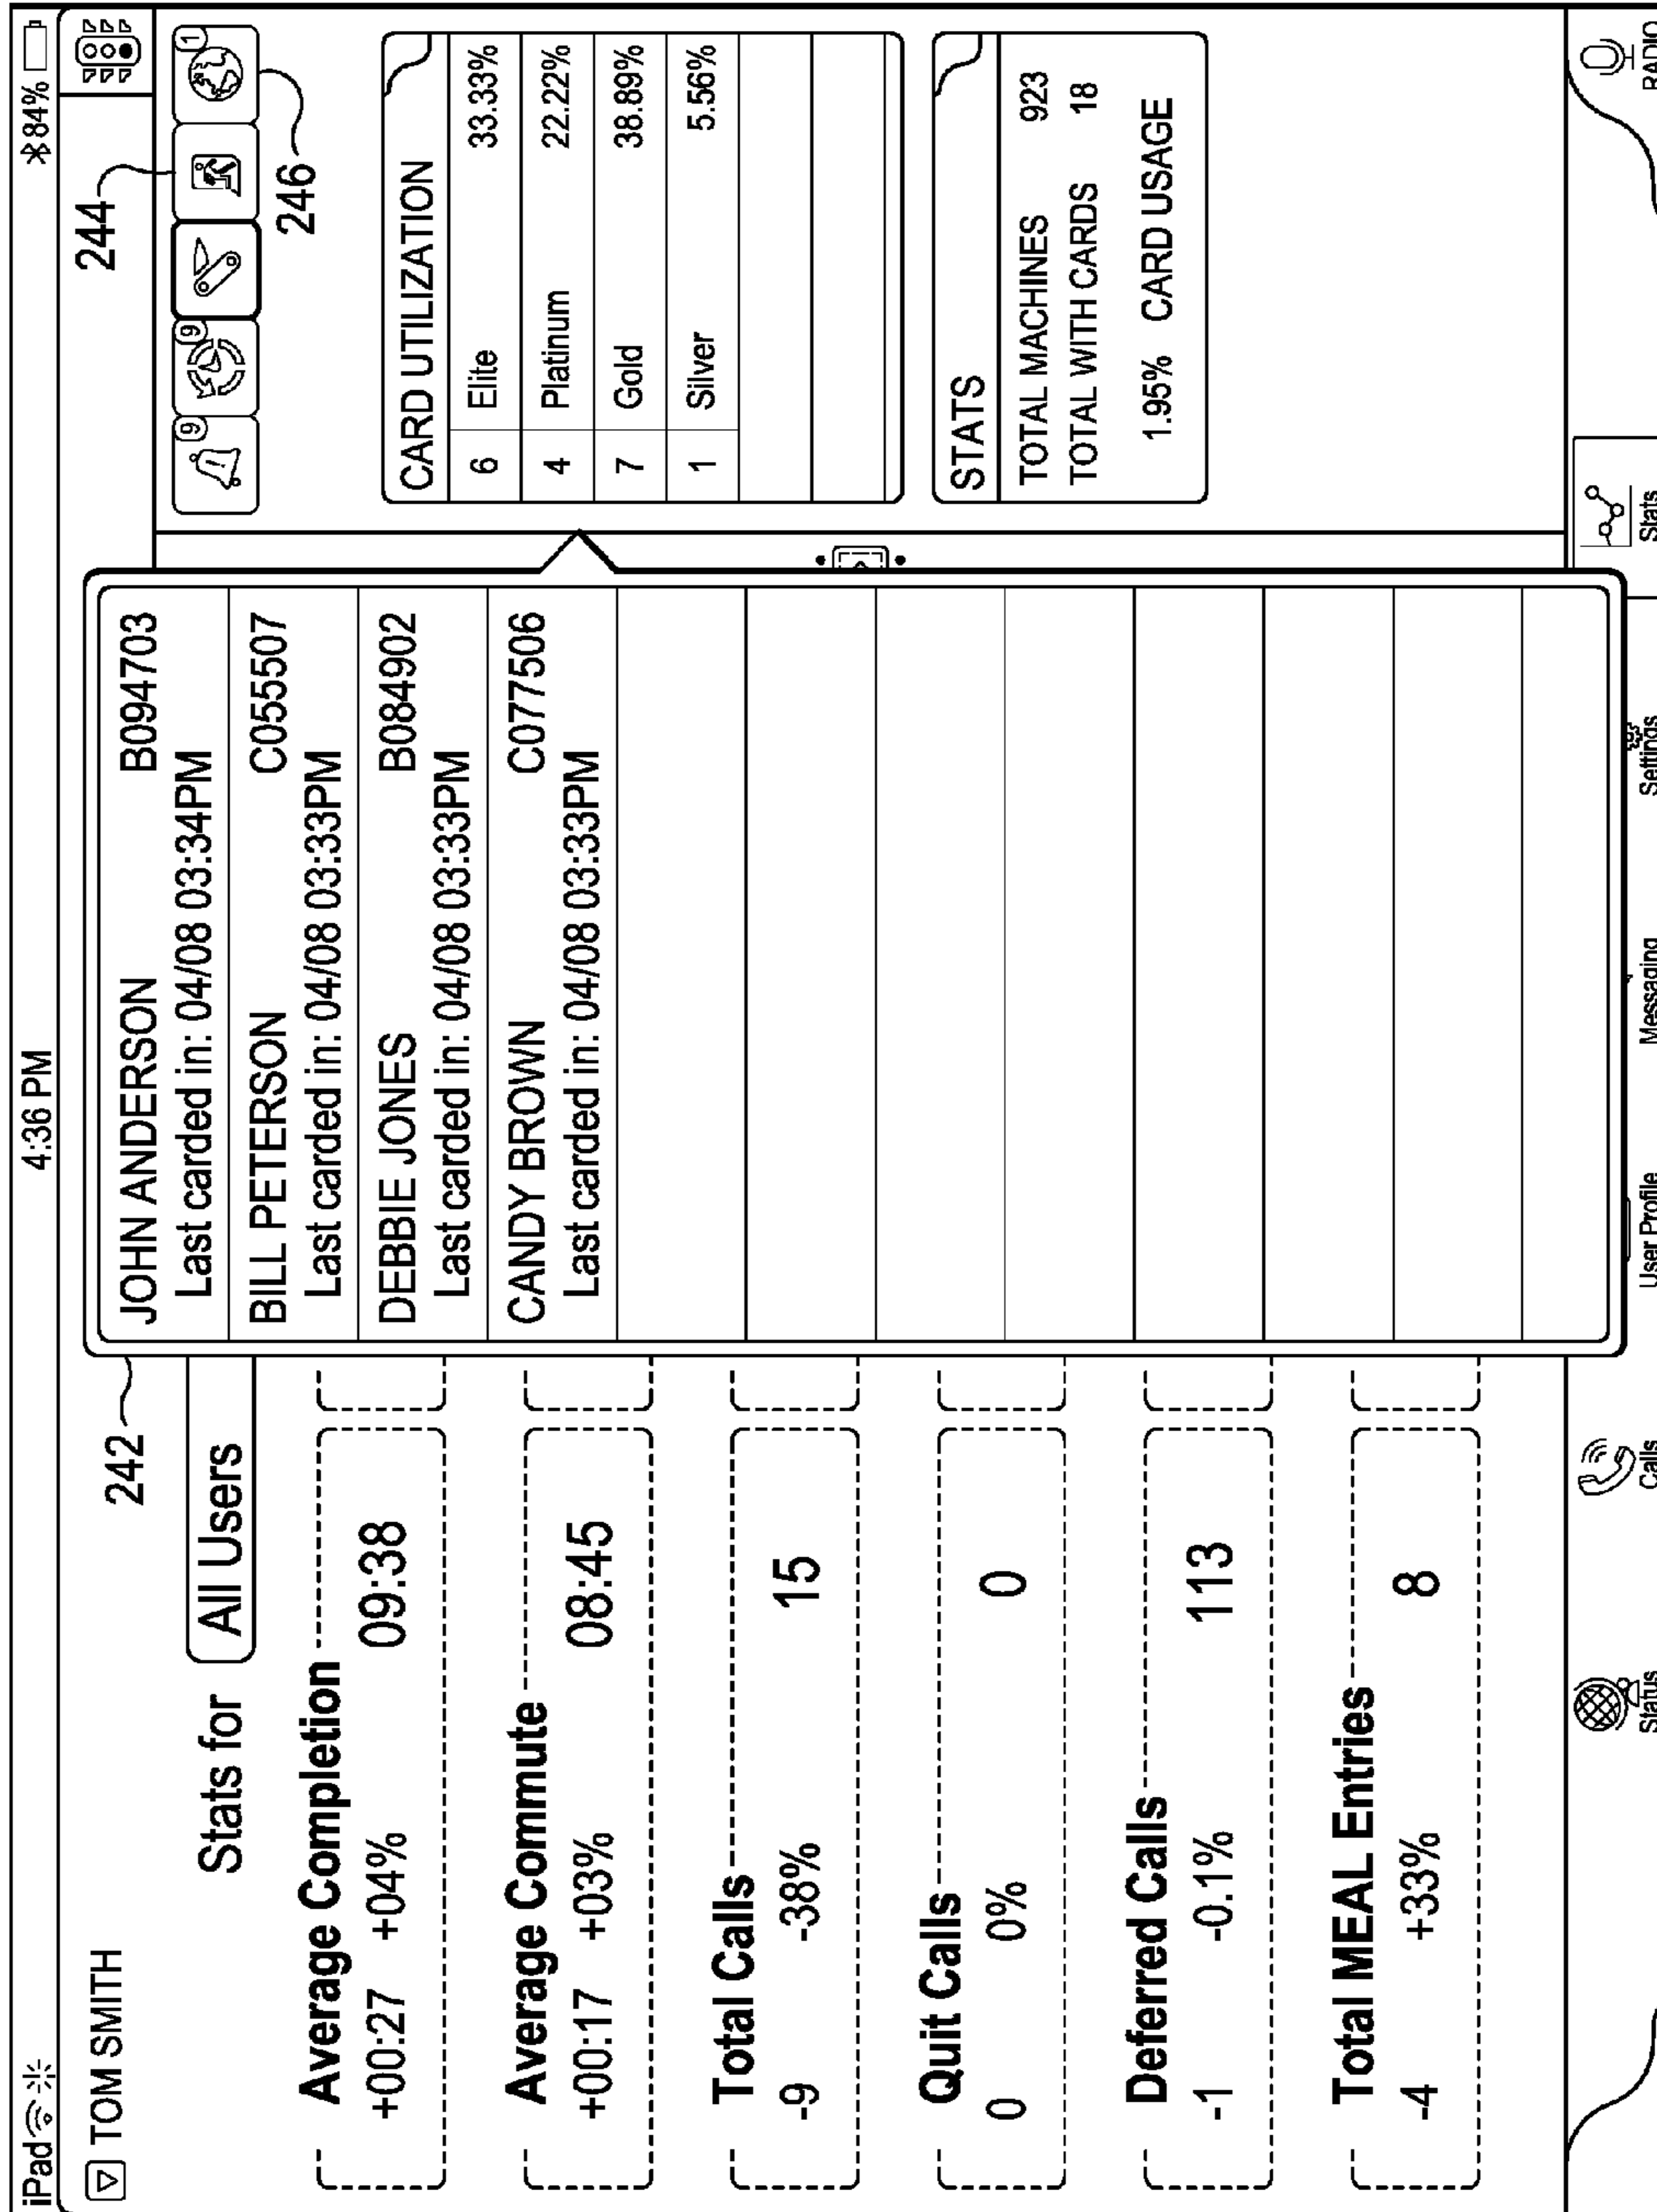 iPad 4:36 PM 84%
TOM SMITH
242
244
Stats for All Users
Average Completion
+00:27 +04% 09:38
Average Commute
+00:17 +03% 08:45
Total Calls
-9 -38% 15
Quit Calls
0 0% 0
Deferred Calls
-1 -0.1% 113
Total MEAL Entries
-4 +33% 8
JOHN ANDERSON B094703
Last carded in: 04/08 03:34PM
BILL PETERSON C055507
Last carded in: 04/08 03:33PM
DEBBIE JONES B084902
Last carded in: 04/08 03:33PM
CANDY BROWN C077506
Last carded in: 04/08 03:33PM
9 9 1
246
CARD UTILIZATION
6 Elite 33.33%
4 Platinum 22.22%
7 Gold 38.89%
1 Silver 5.56%
STATS
TOTAL MACHINES 923
TOTAL WITH CARDS 18
1.95% CARD USAGE
Status Calls User Profile Messaging Settings Stats RADIO